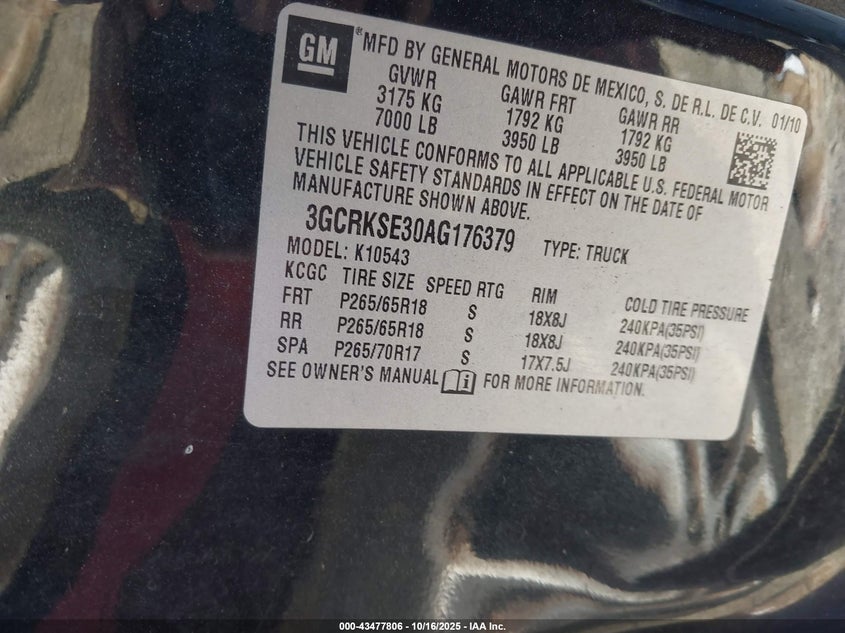 GM
® MFD BY GENERAL MOTORS DE MEXICO, S. DE R.L. DE C.V. 01/10
GVWR GAWR FRT GAWR RR
3175 KG 1792 KG 1792 KG
7000 LB 3950 LB 3950 LB
THIS VEHICLE CONFORMS TO ALL APPLICABLE U.S. FEDERAL MOTOR
VEHICLE SAFETY STANDARDS IN EFFECT ON THE DATE OF
MANUFACTURE SHOWN ABOVE.
3GCRKSE30AG176379 TYPE: TRUCK
MODEL: K10543
KCGC TIRE SIZE SPEED RTG RIM COLD TIRE PRESSURE
FRT P265/65R18 S 18X8J 240KPA(35PSI)
RR P265/65R18 S 18X8J 240KPA(35PSI)
SPA P265/70R17 S 17X7.5J 240KPA(35PSI)
SEE OWNER'S MANUAL FOR MORE INFORMATION.
000-43477806 - 10/16/2025 - IAA Inc.